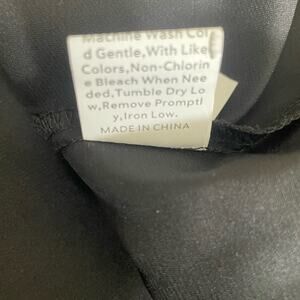 Machine Wash Col
d Gentle,With Like
Colors,Non-Chlorin
e Bleach When Nee
ded,Tumble Dry Lo
w,Remove Promptl
y,Iron Low.
MADE IN CHINA